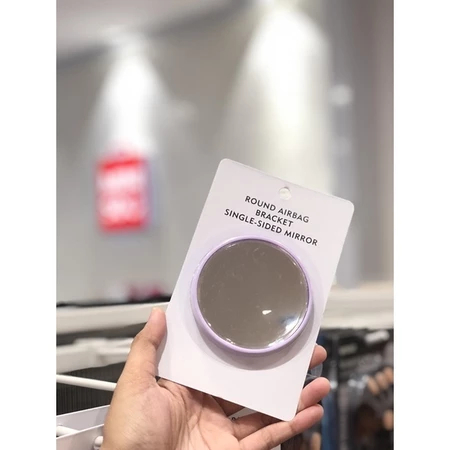 ROUND AIRBAG
BRACKET
SINGLE-SIDED MIRROR